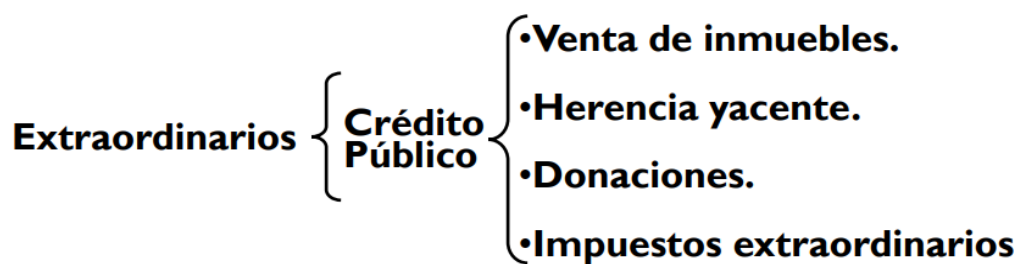 Extraordinarios
Crédito
Público
•Venta de inmuebles.
•Herencia yacente.
•Donaciones.
•Impuestos extraordinarios